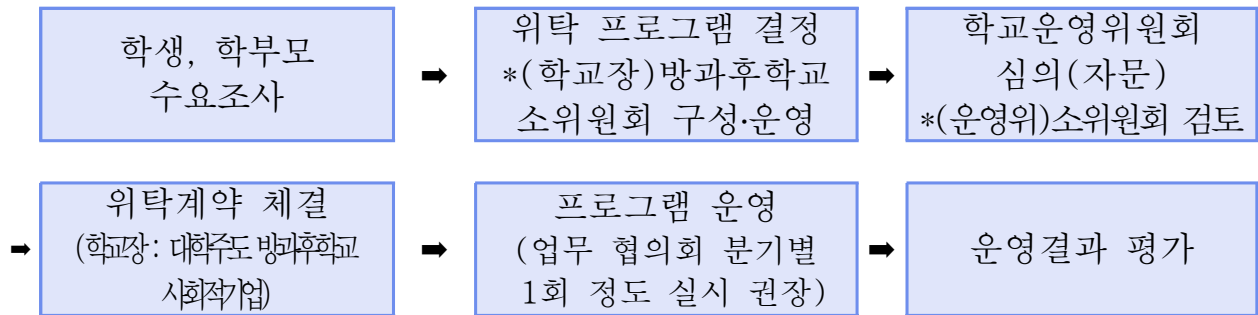 학생, 학부모
수요조사
➡
위탁 프로그램 결정
*(학교장)방과후학교
소위원회 구성·운영
➡
학교운영위원회
심의(자문)
*(운영위)소위원회 검토
➡
위탁계약 체결
(학교장 : 대학주도 방과후학교
사회적기업)
➡
프로그램 운영
(업무 협의회 분기별
1회 정도 실시 권장)
➡
운영결과 평가